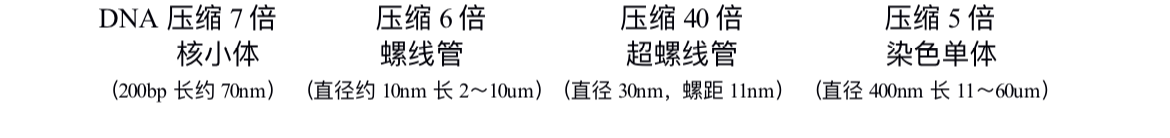 DNA 压缩 7 倍 压缩 6 倍 压缩 40 倍 压缩 5 倍
核小体 螺线管 超螺线管 染色单体
（200bp 长约 70nm） （直径约 10nm 长 2～10um） （直径 30nm，螺距 11nm） （直径 400nm 长 11～60um）